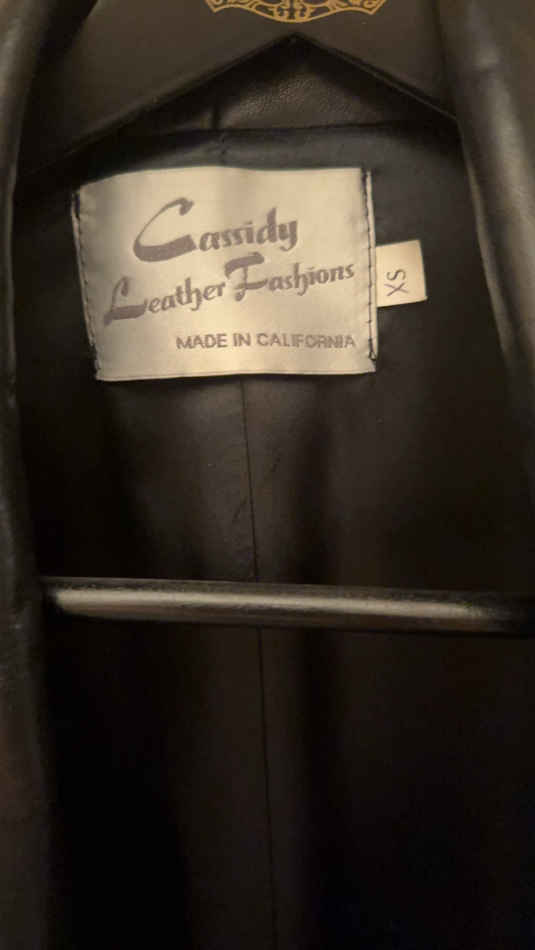 Cassidy
Leather Fashions
MADE IN CALIFORNIA
XS